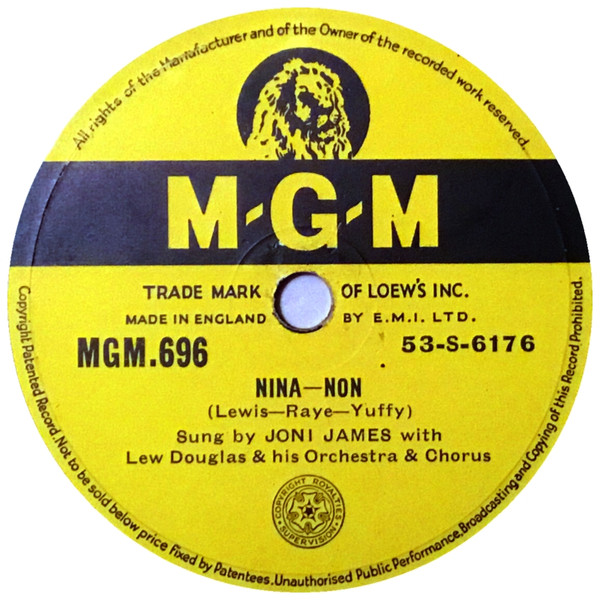 All rights of the Manufacturer and of the Owner of the recorded work reserved.
M-G-M
TRADE MARK OF LOEW'S INC.
MADE IN ENGLAND BY E.M.I. LTD.
MGM.696 53-S-6176
NINA—NON
(Lewis—Raye—Yuffy)
Sung by JONI JAMES with
Lew Douglas & his Orchestra & Chorus
COPYRIGHT ROYALTIES
SUPERVISION
Copyright Patented Record. Not to be sold below price fixed by Patentees. Unauthorised Public Performance, Broadcasting and Copying of this Record Prohibited.